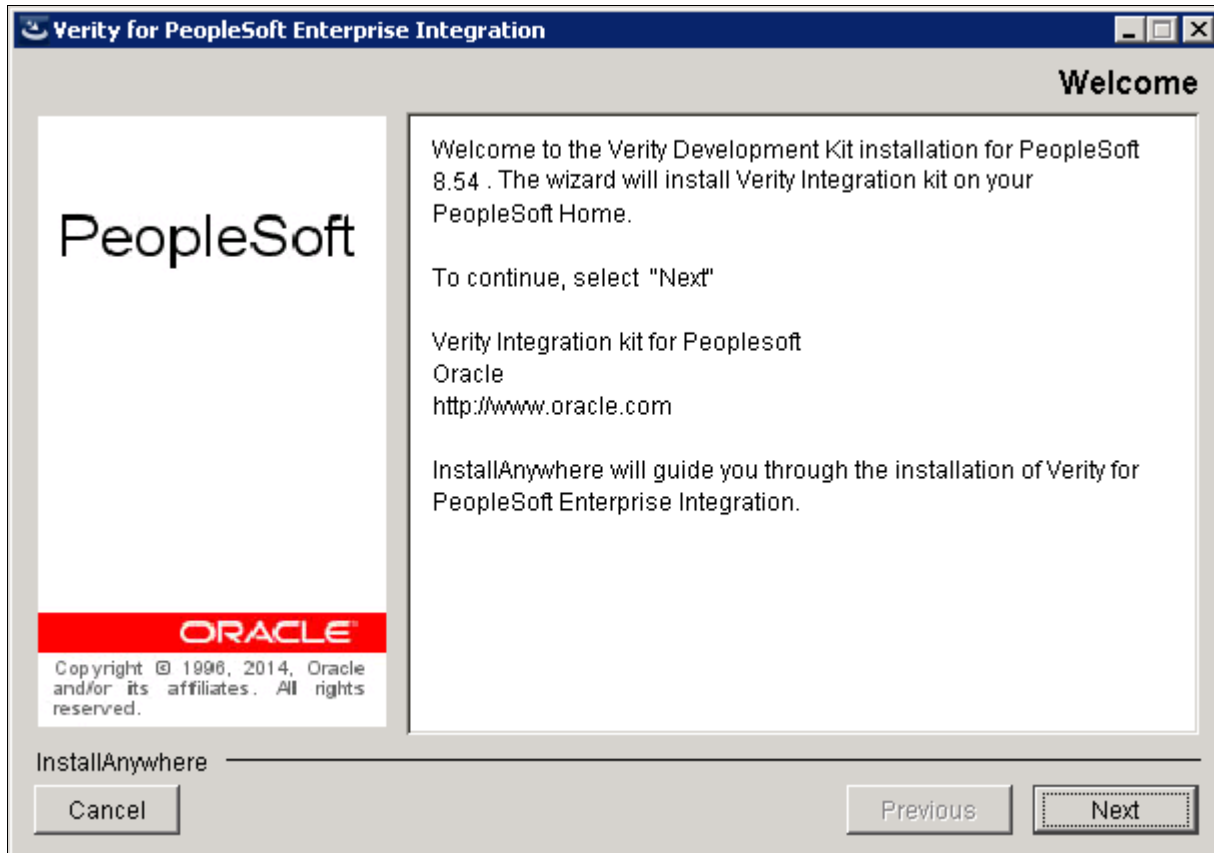 Verity for PeopleSoft Enterprise Integration
Welcome
PeopleSoft
ORACLE
Copyright © 1996, 2014, Oracle
and/or its affiliates. All rights
reserved.
Welcome to the Verity Development Kit installation for PeopleSoft
8.54 . The wizard will install Verity Integration kit on your
PeopleSoft Home.
To continue, select "Next"
Verity Integration kit for Peoplesoft
Oracle
http://www.oracle.com
InstallAnywhere will guide you through the installation of Verity for
PeopleSoft Enterprise Integration.
InstallAnywhere
Cancel
Previous
Next